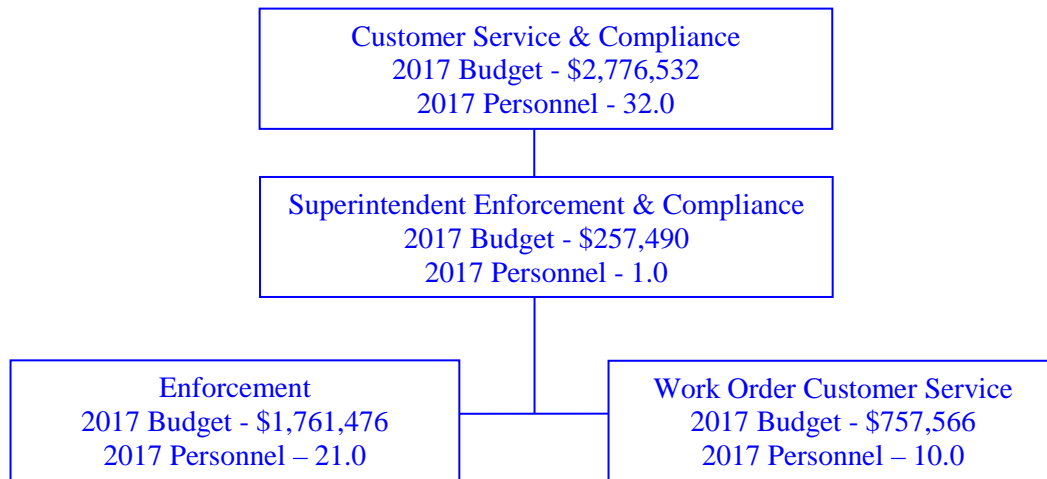 Customer Service & Compliance
2017 Budget - $2,776,532
2017 Personnel - 32.0
Superintendent Enforcement & Compliance
2017 Budget - $257,490
2017 Personnel - 1.0
Enforcement
2017 Budget - $1,761,476
2017 Personnel – 21.0
Work Order Customer Service
2017 Budget - $757,566
2017 Personnel – 10.0